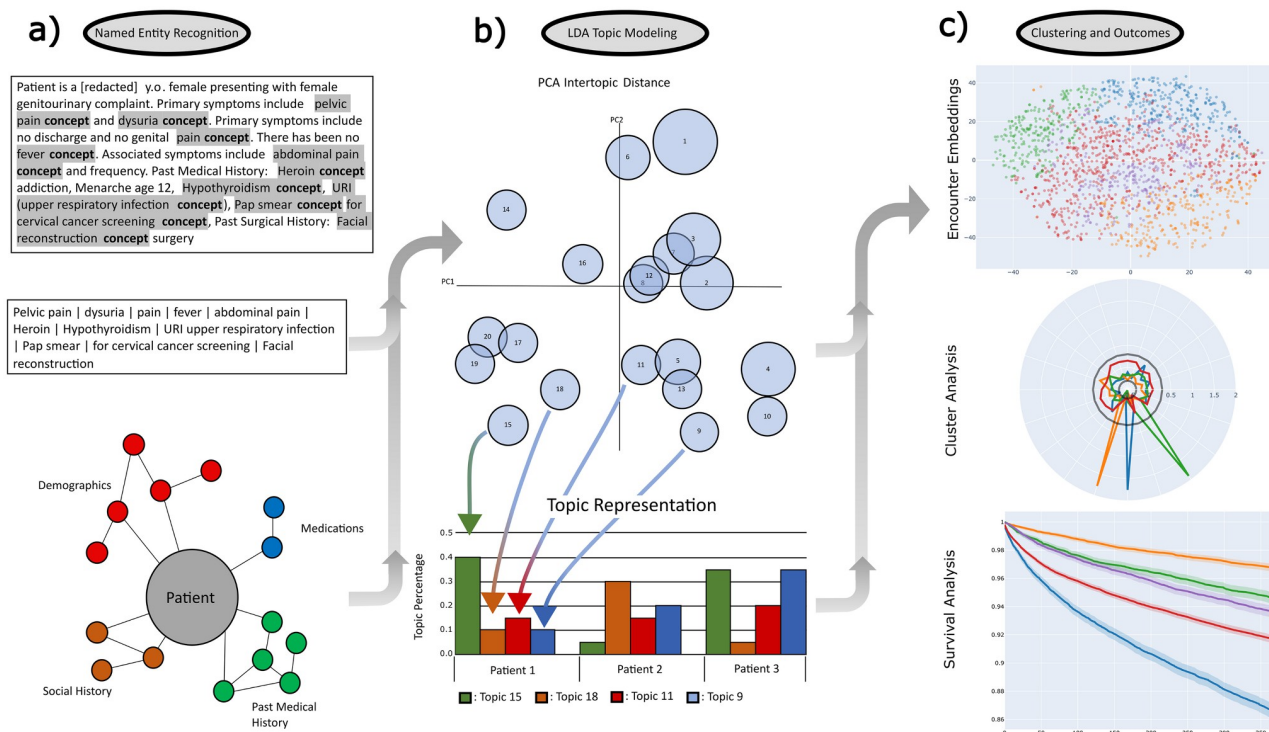 a)
Named Entity Recognition
Patient is a [redacted] y.o. female presenting with female
genitourinary complaint. Primary symptoms include pelvic
pain concept and dysuria concept. Primary symptoms include
no discharge and no genital pain concept. There has been no
fever concept. Associated symptoms include abdominal pain
concept and frequency. Past Medical History: Heroin concept
addiction, Menarche age 12, Hypothyroidism concept, URI
(upper respiratory infection concept), Pap smear concept for
cervical cancer screening concept, Past Surgical History: Facial
reconstruction concept surgery
Pelvic pain | dysuria | pain | fever | abdominal pain |
Heroin | Hypothyroidism | URI upper respiratory infection
| Pap smear | for cervical cancer screening | Facial
reconstruction
Demographics
Medications
Patient
Social History
Past Medical
History
b)
LDA Topic Modeling
PCA Intertopic Distance
PC2
1
6
14
3
7
16
12
8
2
PC1
20
17
19
11
5
4
18
13
15
9
10
Topic Representation
Topic Percentage
0.5
0.4
0.3
0.2
0.1
0.0
Patient 1
Patient 2
Patient 3
: Topic 15
: Topic 18
: Topic 11
: Topic 9
c)
Clustering and Outcomes
Encounter Embeddings
40
20
0
−20
−40
−40
−20
0
20
40
Cluster Analysis
0.5
1
1.5
2
Survival Analysis
1
0.98
0.96
0.94
0.92
0.9
0.88
0.86
0
50
100
150
200
250
300
350